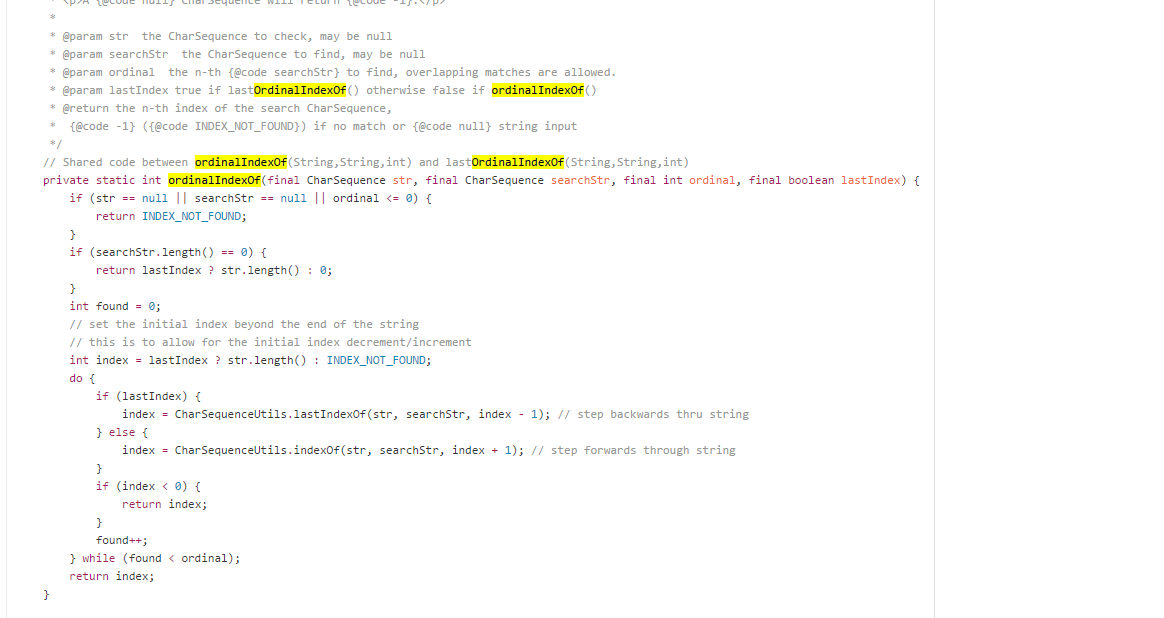 * <p>A {@code null} CharSequence will return {@code -1}.</p>
*
* @param str  the CharSequence to check, may be null
* @param searchStr  the CharSequence to find, may be null
* @param ordinal  the n-th {@code searchStr} to find, overlapping matches are allowed.
* @param lastIndex true if lastOrdinalIndexOf() otherwise false if ordinalIndexOf()
* @return the n-th index of the search CharSequence,
*  {@code -1} ({@code INDEX_NOT_FOUND}) if no match or {@code null} string input
*/
// Shared code between ordinalIndexOf(String,String,int) and lastOrdinalIndexOf(String,String,int)
private static int ordinalIndexOf(final CharSequence str, final CharSequence searchStr, final int ordinal, final boolean lastIndex) {
if (str == null || searchStr == null || ordinal <= 0) {
return INDEX_NOT_FOUND;
}
if (searchStr.length() == 0) {
return lastIndex ? str.length() : 0;
}
int found = 0;
// set the initial index beyond the end of the string
// this is to allow for the initial index decrement/increment
int index = lastIndex ? str.length() : INDEX_NOT_FOUND;
do {
if (lastIndex) {
index = CharSequenceUtils.lastIndexOf(str, searchStr, index - 1); // step backwards thru string
} else {
index = CharSequenceUtils.indexOf(str, searchStr, index + 1); // step forwards through string
}
if (index < 0) {
return index;
}
found++;
} while (found < ordinal);
return index;
}